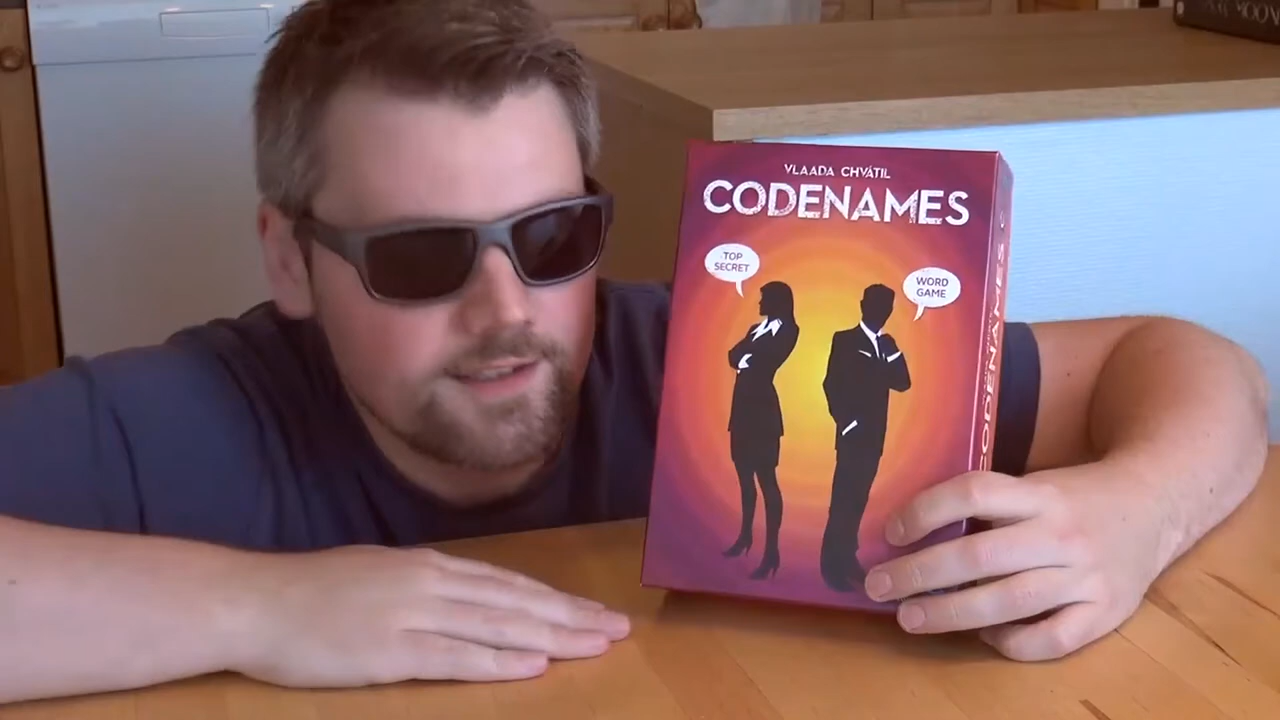 VLAADA CHVÁTIL
CODENAMES
TOP
SECRET
WORD
GAME
CODENAMES